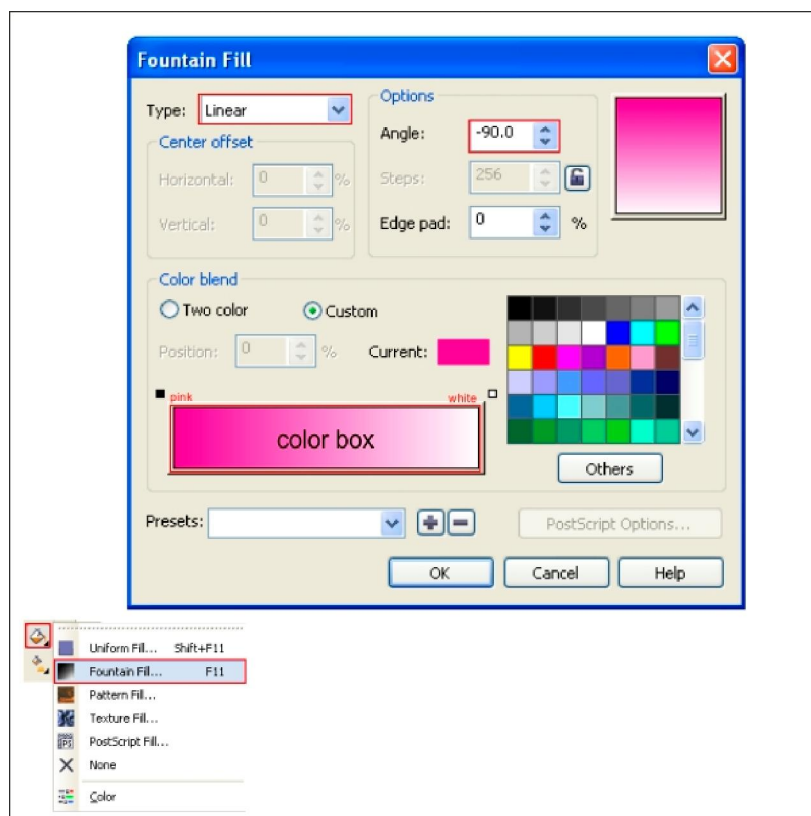 Fountain Fill
Type: Linear
Options
Angle: -90.0
Center offset
Horizontal: 0 %
Steps: 256
Vertical: 0 %
Edge pad: 0 %
Color blend
Two color Custom
Position: 0 % Current:
pink white
color box
Others
Presets:
PostScript Options...
OK Cancel Help
Uniform Fill... Shift+F11
Fountain Fill... F11
Pattern Fill...
Texture Fill...
PS
PostScript Fill...
None
Color